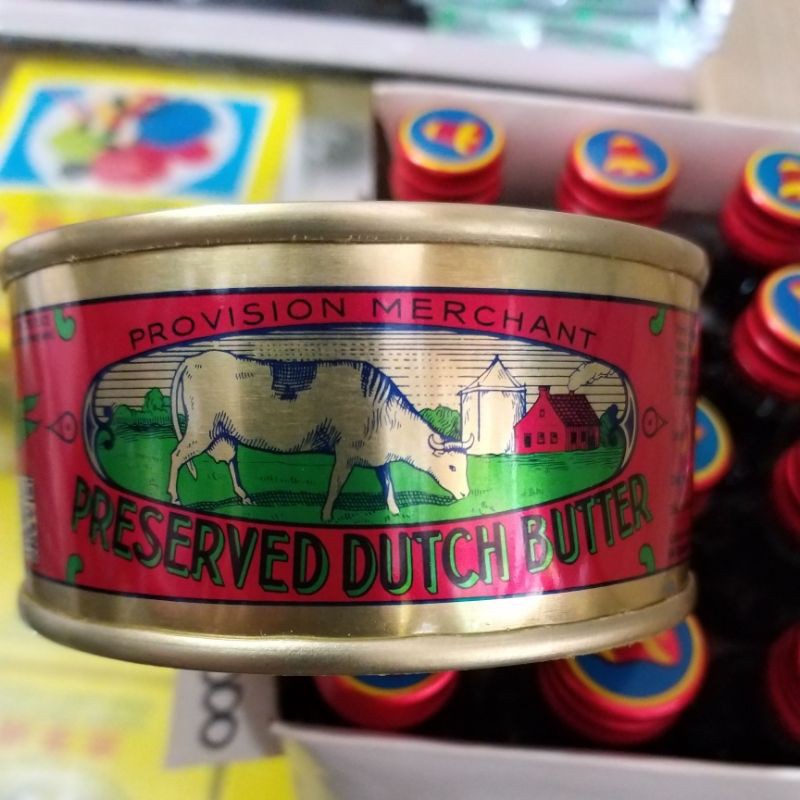 PROVISION MERCHANT
PRESERVED DUTCH BUTTER